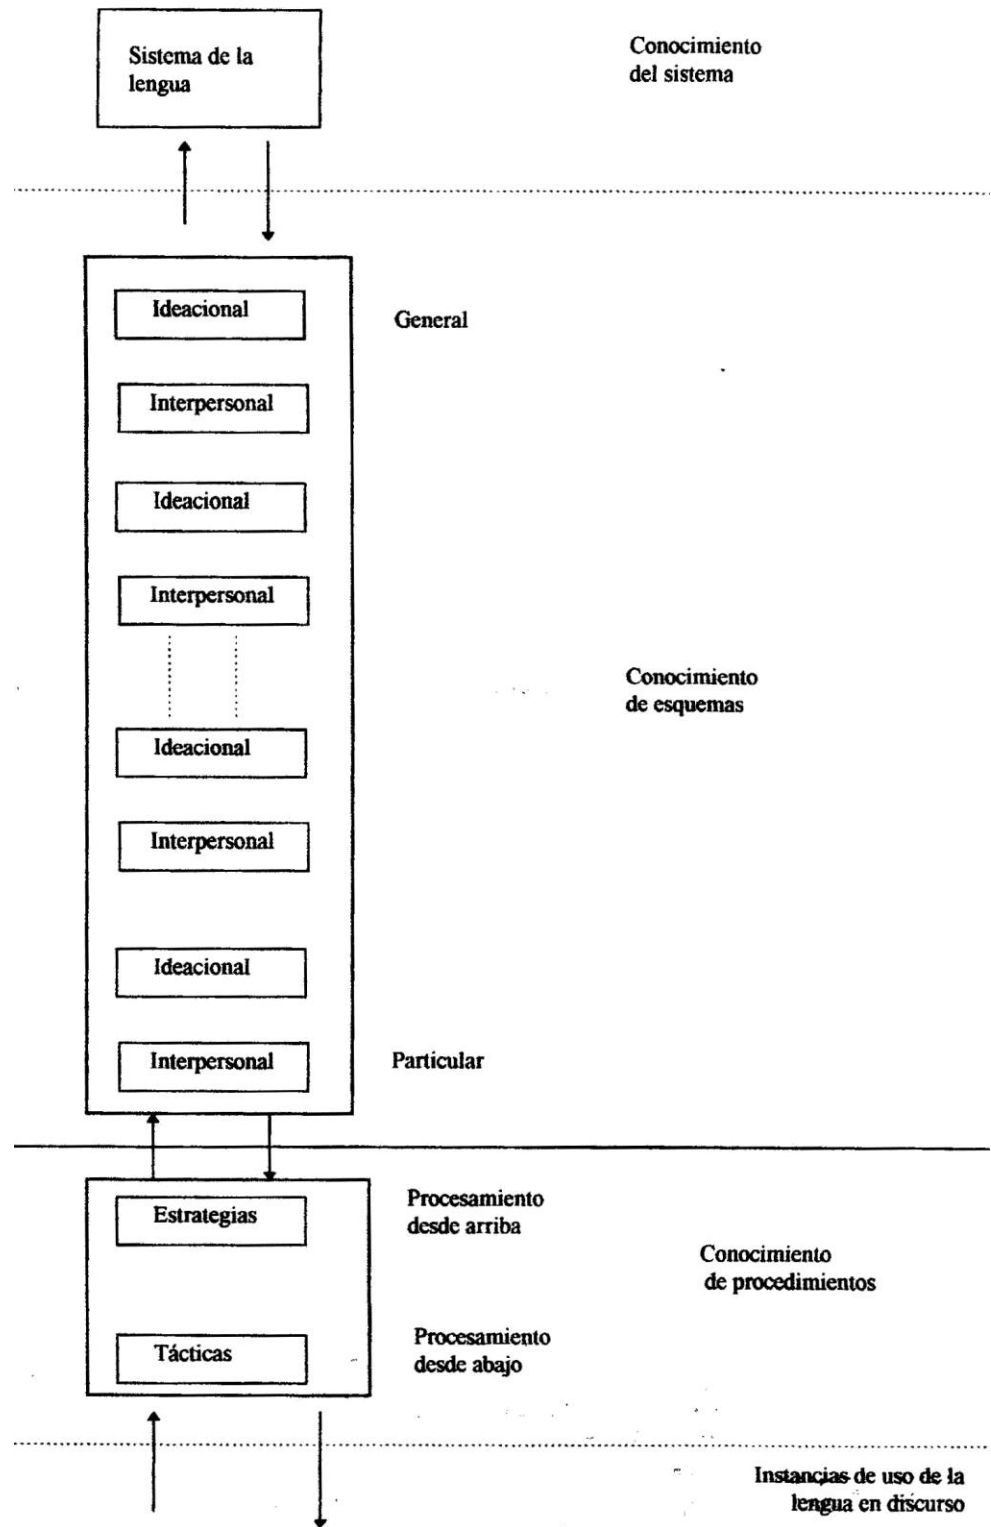 Sistema de la
lengua
Conocimiento
del sistema
Ideacional
General
Interpersonal
Ideacional
Interpersonal
Conocimiento
de esquemas
Ideacional
Interpersonal
Ideacional
Interpersonal
Particular
Estrategias
Procesamiento
desde arriba
Conocimiento
de procedimientos
Tácticas
Procesamiento
desde abajo
Instancias de uso de la
lengua en discurso